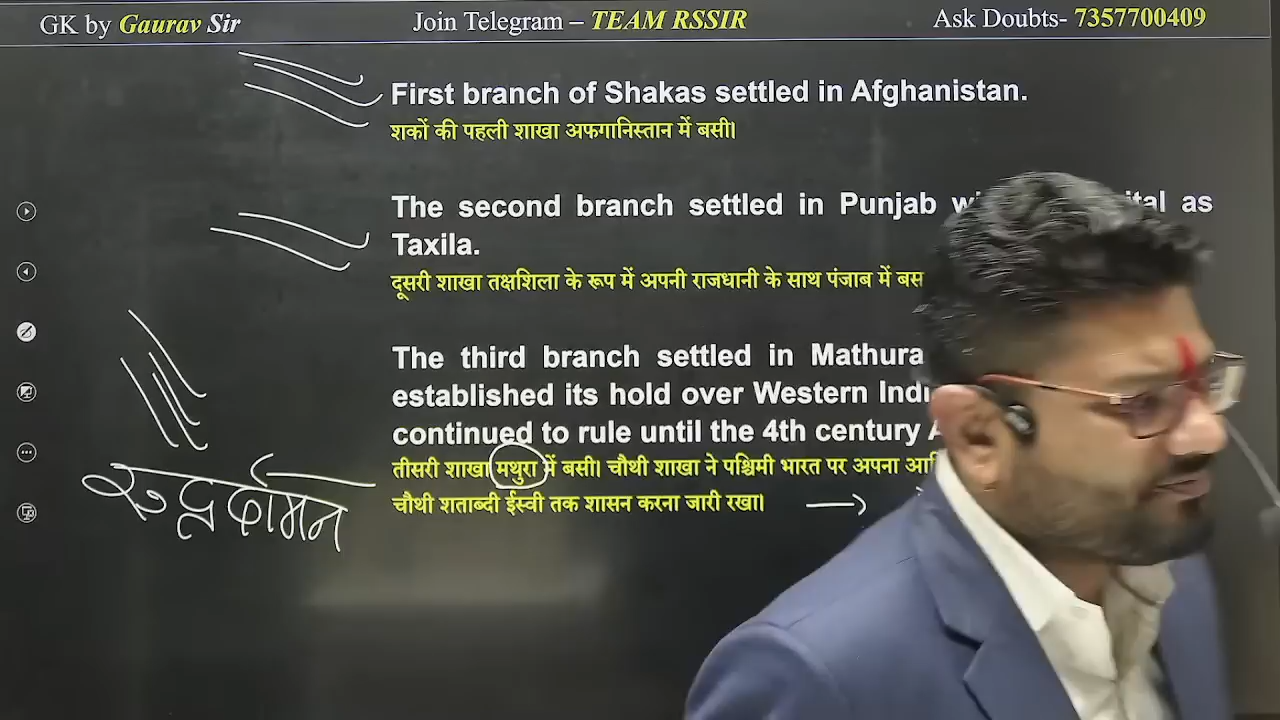 GK by Gaurav Sir Join Telegram – TEAM RSSIR Ask Doubts- 7357700409
First branch of Shakas settled in Afghanistan.
शकों की पहली शाखा अफगानिस्तान में बसी।
The second branch settled in Punjab as
Taxila.
दूसरी शाखा तक्षशिला के रूप में अपनी राजधानी के साथ पंजाब में
The third branch settled in Mathura
established its hold over Western
continued to rule until the 4th century
तीसरी शाखा मथुरा में बसी। चौथी शाखा ने पश्चिमी भारत पर अपना
चौथी शताब्दी ईस्वी तक शासन करना जारी रखा।
रुद्रदामन